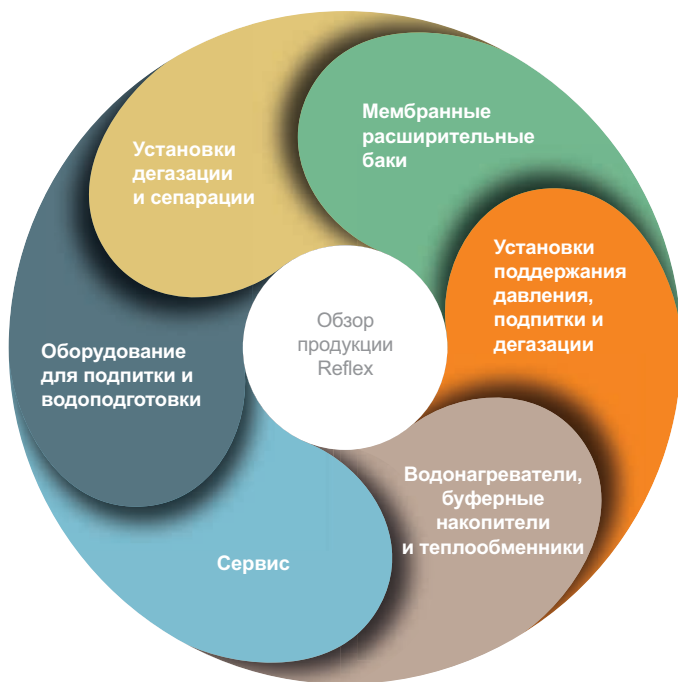 Установки
дегазации
и сепарации
Мембранные
расширительные
баки
Установки
поддержания
давления,
подпитки и
дегазации
Обзор
продукции
Reflex
Оборудование
для подпитки и
водоподготовки
Водонагреватели,
буферные
накопители
и теплообменники
Сервис